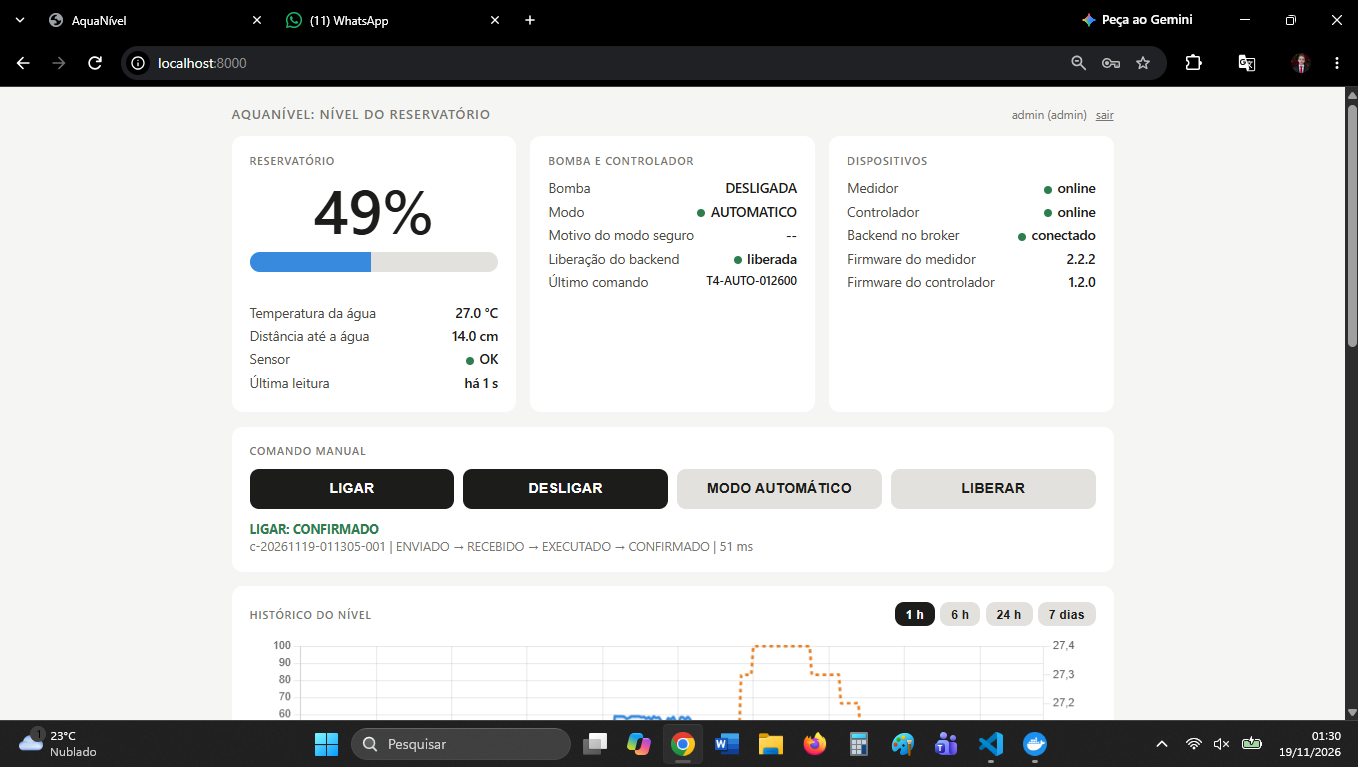 AquaNível
(11) WhatsApp
Peça ao Gemini
localhost:8000
AQUANÍVEL: NÍVEL DO RESERVATÓRIO
admin (admin) sair
RESERVATÓRIO
49%
Temperatura da água 27.0 °C
Distância até a água 14.0 cm
Sensor OK
Última leitura há 1 s
BOMBA E CONTROLADOR
Bomba DESLIGADA
Modo AUTOMATICO
Motivo do modo seguro --
Liberação do backend liberada
Último comando T4-AUTO-012600
DISPOSITIVOS
Medidor online
Controlador online
Backend no broker conectado
Firmware do medidor 2.2.2
Firmware do controlador 1.2.0
COMANDO MANUAL
LIGAR DESLIGAR MODO AUTOMÁTICO LIBERAR
LIGAR: CONFIRMADO
c-20261119-011305-001 | ENVIADO → RECEBIDO → EXECUTADO → CONFIRMADO | 51 ms
HISTÓRICO DO NÍVEL
1 h 6 h 24 h 7 dias
100 27,4
90
80 27,3
70 27,2
60
1
23°C
Nublado
Pesquisar
01:30
19/11/2026